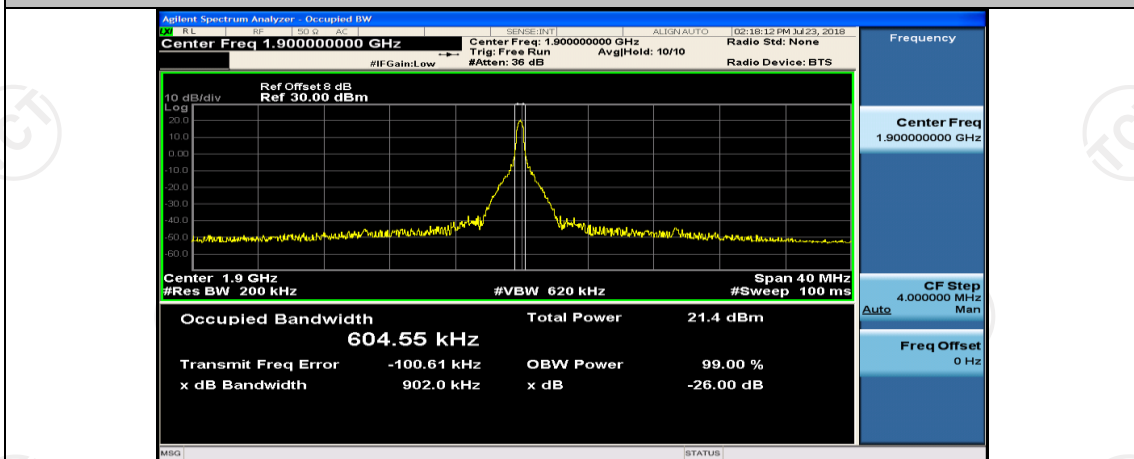 Agilent Spectrum Analyzer - Occupied BW
LXI RL RF 50 Ω AC SENSE:INT ALIGN AUTO 02:18:12 PM Jul 23, 2018
Center Freq 1.900000000 GHz
Center Freq: 1.900000000 GHz
Radio Std: None
Trig: Free Run Avg|Hold: 10/10
#IFGain:Low #Atten: 36 dB
Radio Device: BTS
Ref Offset 8 dB
10 dB/div Ref 30.00 dBm
Log
20.0
10.0
0.00
-10.0
-20.0
-30.0
-40.0
-50.0
-60.0
Center 1.9 GHz Span 40 MHz
#Res BW 200 kHz #VBW 620 kHz #Sweep 100 ms
Occupied Bandwidth Total Power 21.4 dBm
604.55 kHz
Transmit Freq Error -100.61 kHz OBW Power 99.00 %
x dB Bandwidth 902.0 kHz x dB -26.00 dB
MSG STATUS
Frequency
Center Freq
1.900000000 GHz
CF Step
4.000000 MHz
Auto Man
Freq Offset
0 Hz
TCT
TCT